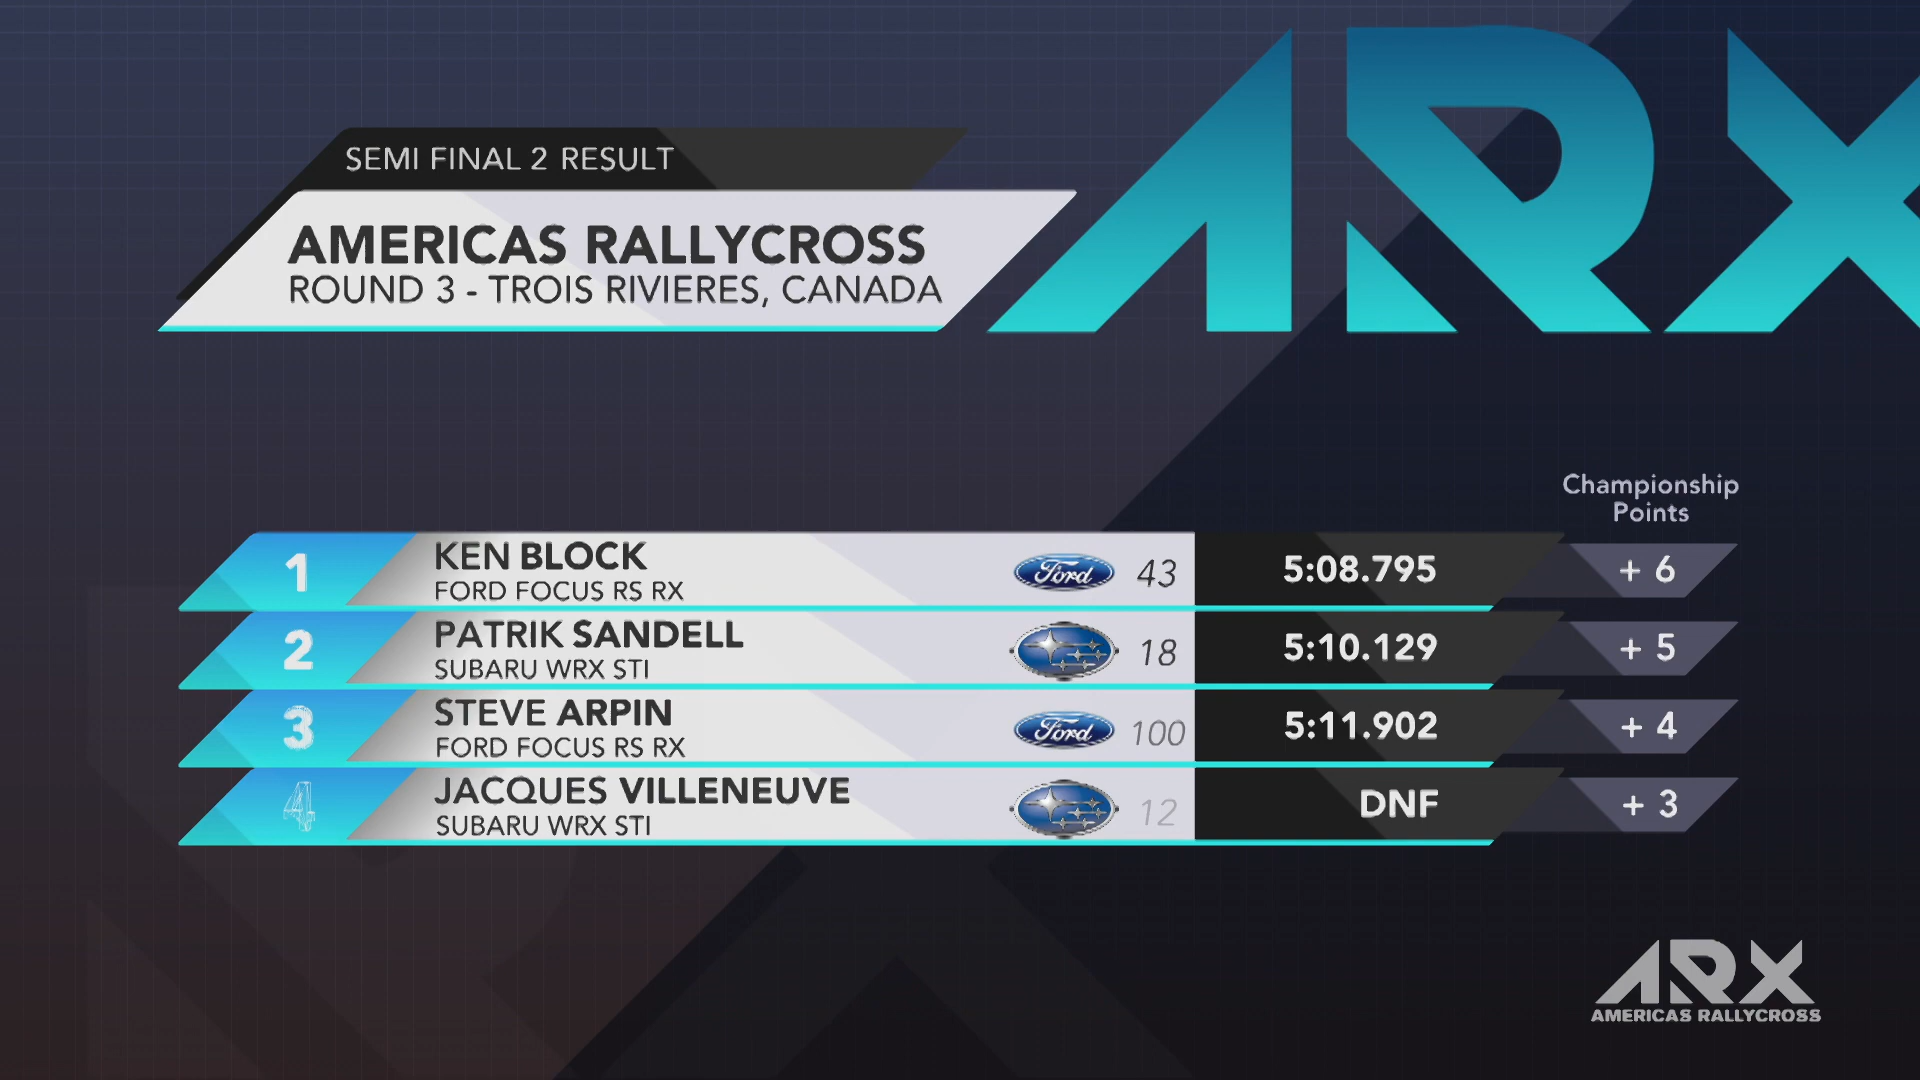 ARX
SEMI FINAL 2 RESULT
AMERICAS RALLYCROSS
ROUND 3 - TROIS RIVIERES, CANADA
Championship
Points
1 KEN BLOCK Ford 43 5:08.795 + 6
FORD FOCUS RS RX
2 PATRIK SANDELL 18 5:10.129 + 5
SUBARU WRX STI
3 STEVE ARPIN Ford 100 5:11.902 + 4
FORD FOCUS RS RX
4 JACQUES VILLENEUVE 12 DNF + 3
SUBARU WRX STI
ARX
AMERICAS RALLYCROSS